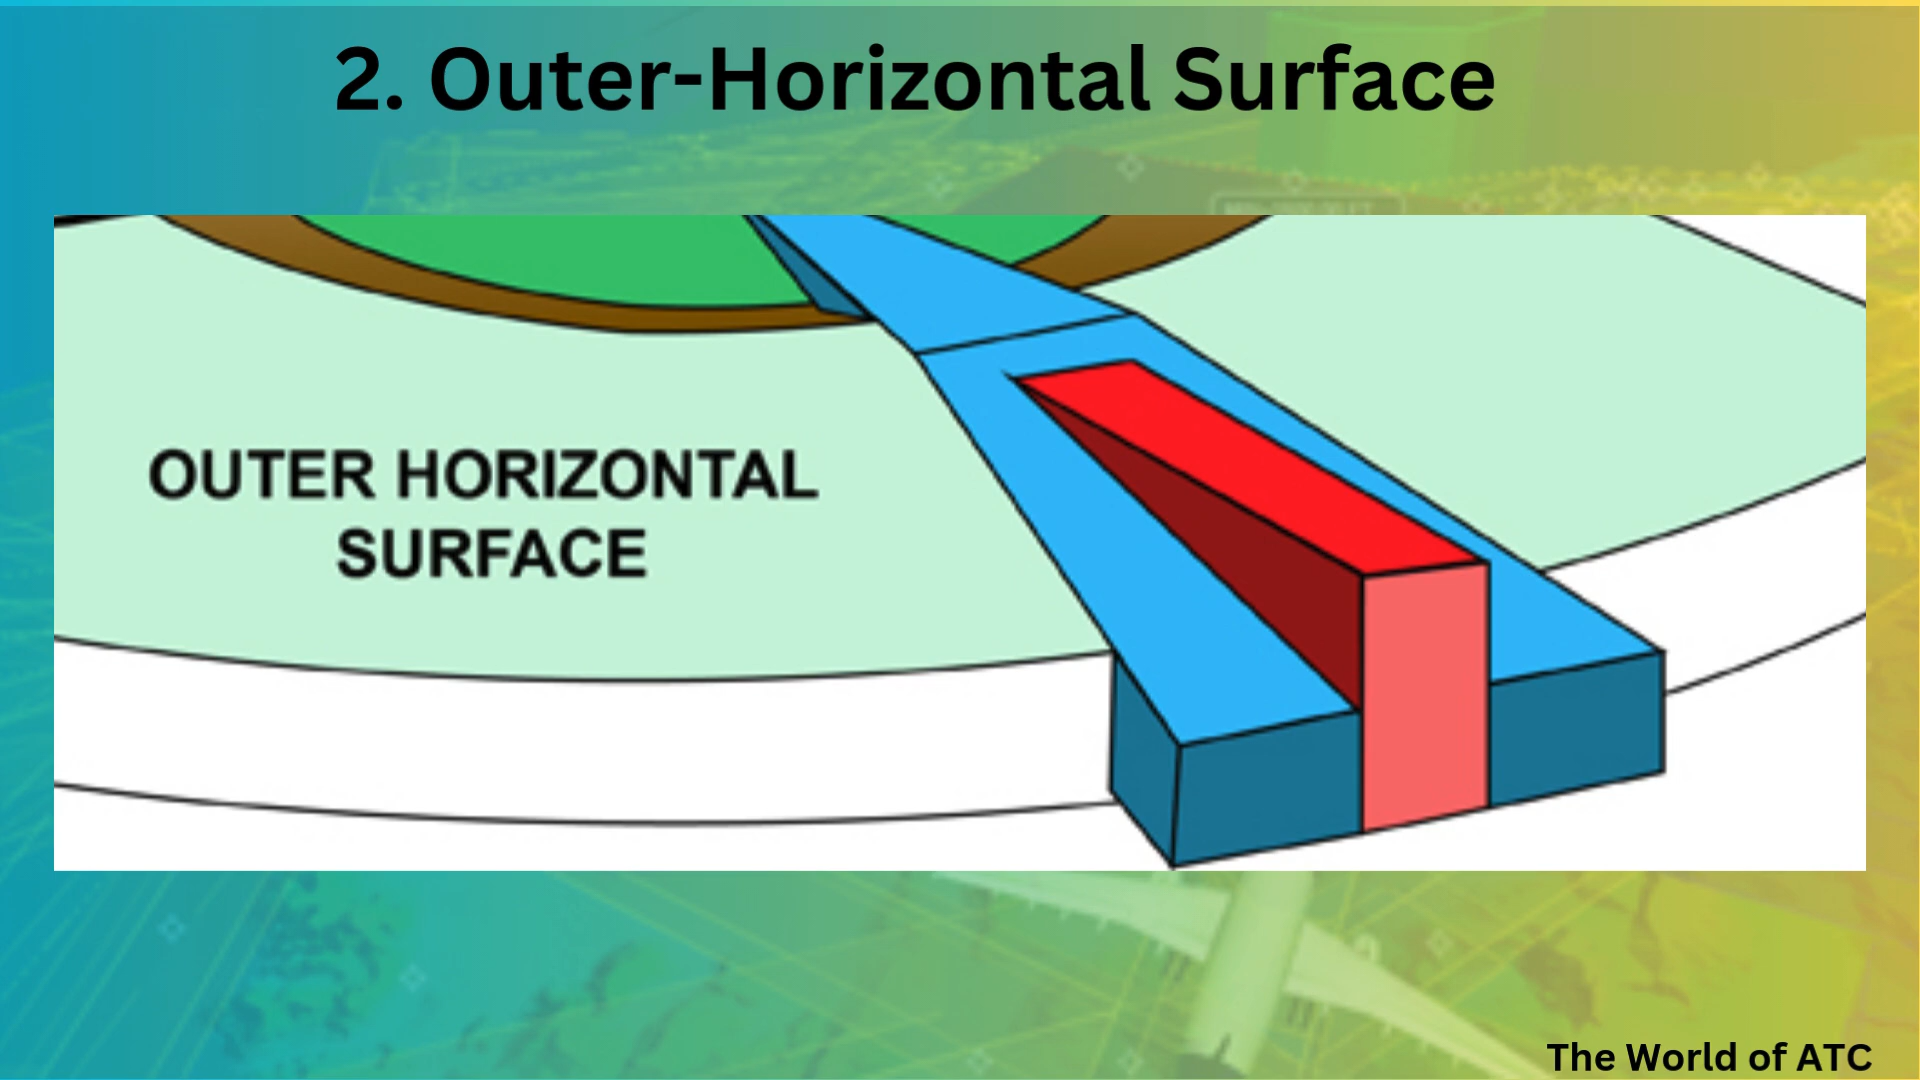 2. Outer-Horizontal Surface
OUTER HORIZONTAL
SURFACE
The World of ATC